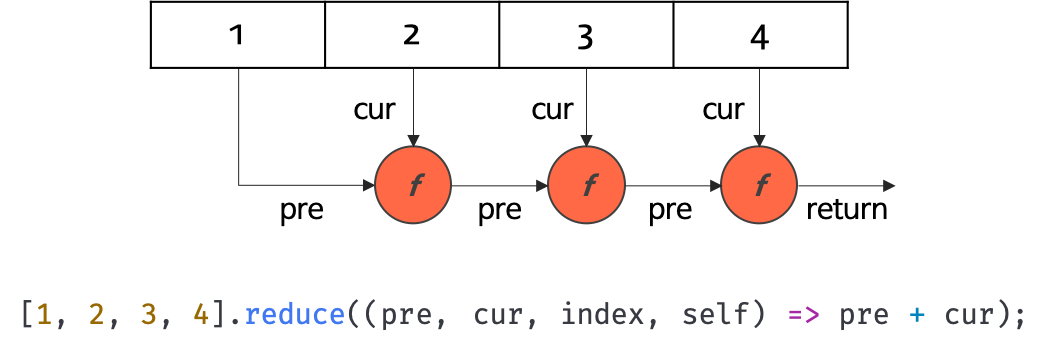 1 2 3 4
cur cur cur
f f f
pre pre pre return
[1, 2, 3, 4].reduce((pre, cur, index, self) => pre + cur);